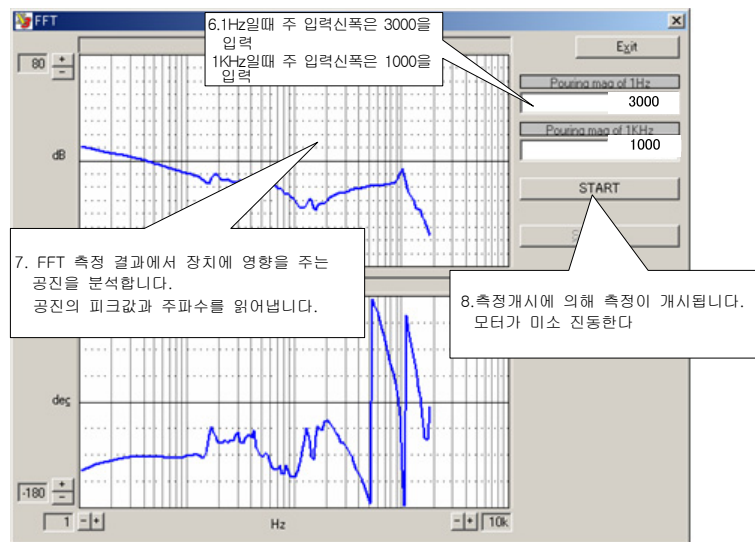 FFT
6.1Hz일때 주 입력신폭은 3000을
입력
1KHz일때 주 입력신폭은 1000을
입력
Exit
80
+
-
Pouring mag of 1Hz
3000
Pouring mag of 1KHz
1000
dB
START
7. FFT 측정 결과에서 장치에 영향을 주는
공진을 분석합니다.
공진의 피크값과 주파수를 읽어냅니다.
8.측정개시에 의해 측정이 개시됩니다.
모터가 미소 진동한다
deg
-180
+
-
1
-
+
Hz
-
+
10k